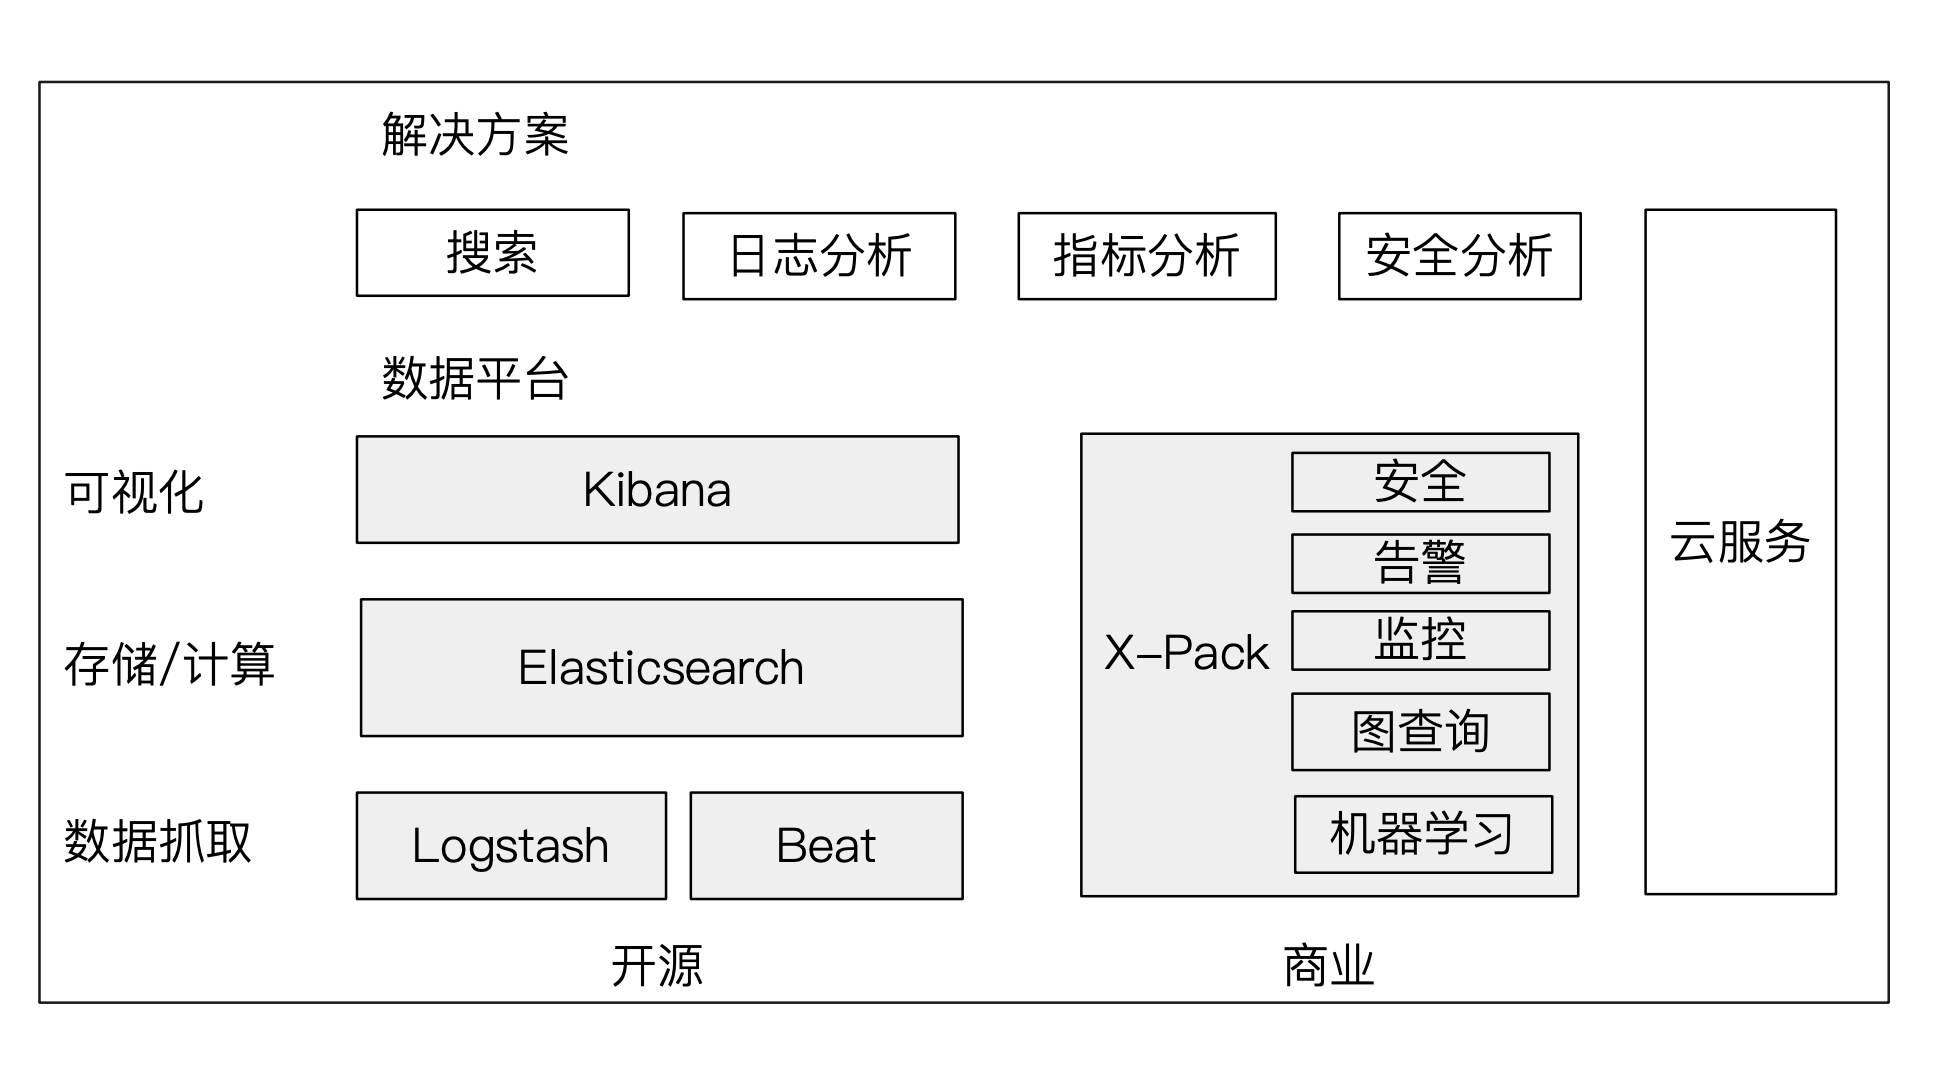 解决方案
搜索
日志分析
指标分析
安全分析
数据平台
可视化
Kibana
存储/计算
Elasticsearch
数据抓取
Logstash
Beat
X-Pack
安全
告警
监控
图查询
机器学习
云服务
开源
商业